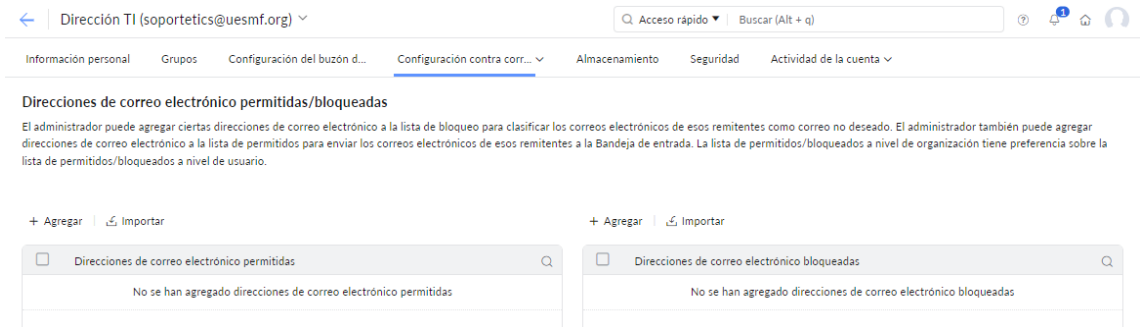 Dirección TI (soportetics@uesmf.org)
Acceso rápido
Buscar (Alt + q)
1
Información personal
Grupos
Configuración del buzón d...
Configuración contra corr...
Almacenamiento
Seguridad
Actividad de la cuenta
Direcciones de correo electrónico permitidas/bloqueadas
El administrador puede agregar ciertas direcciones de correo electrónico a la lista de bloqueo para clasificar los correos electrónicos de esos remitentes como correo no deseado. El administrador también puede agregar
direcciones de correo electrónico a la lista de permitidos para enviar los correos electrónicos de esos remitentes a la Bandeja de entrada. La lista de permitidos/bloqueados a nivel de organización tiene preferencia sobre la
lista de permitidos/bloqueados a nivel de usuario.
+ Agregar
Importar
+ Agregar
Importar
Direcciones de correo electrónico permitidas
Direcciones de correo electrónico bloqueadas
No se han agregado direcciones de correo electrónico permitidas
No se han agregado direcciones de correo electrónico bloqueadas